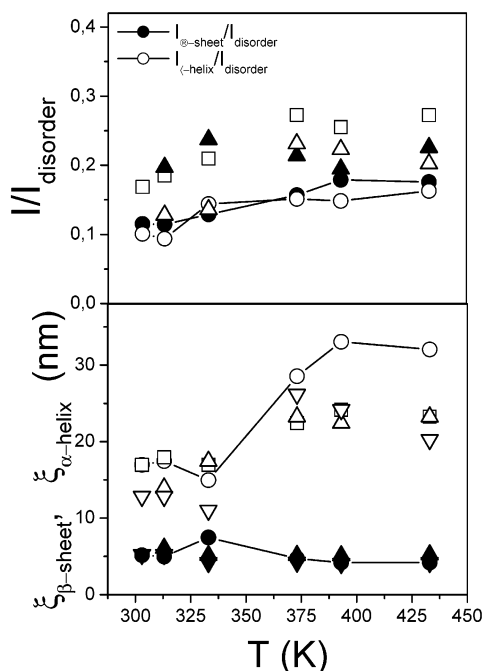 I®-sheet/Idisorder
I⟨-helix/Idisorder
0,4
0,3
0,2
0,1
0,0
I/Idisorder
30
20
10
5
0
ξβ-sheet, ξα-helix (nm)
300 325 350 375 400 425 450
T (K)